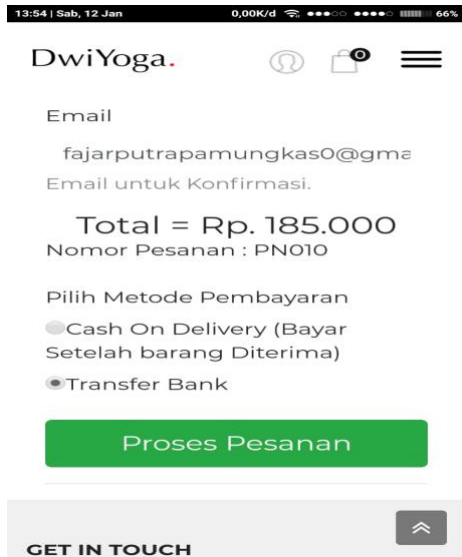 13:54 | Sab, 12 Jan 0,00K/d 66%
DwiYoga.
0
Email
fajarputrapamungkas0@gma
Email untuk Konfirmasi.
Total = Rp. 185.000
Nomor Pesanan : PN010
Pilih Metode Pembayaran
Cash On Delivery (Bayar
Setelah barang Diterima)
Transfer Bank
Proses Pesanan
GET IN TOUCH